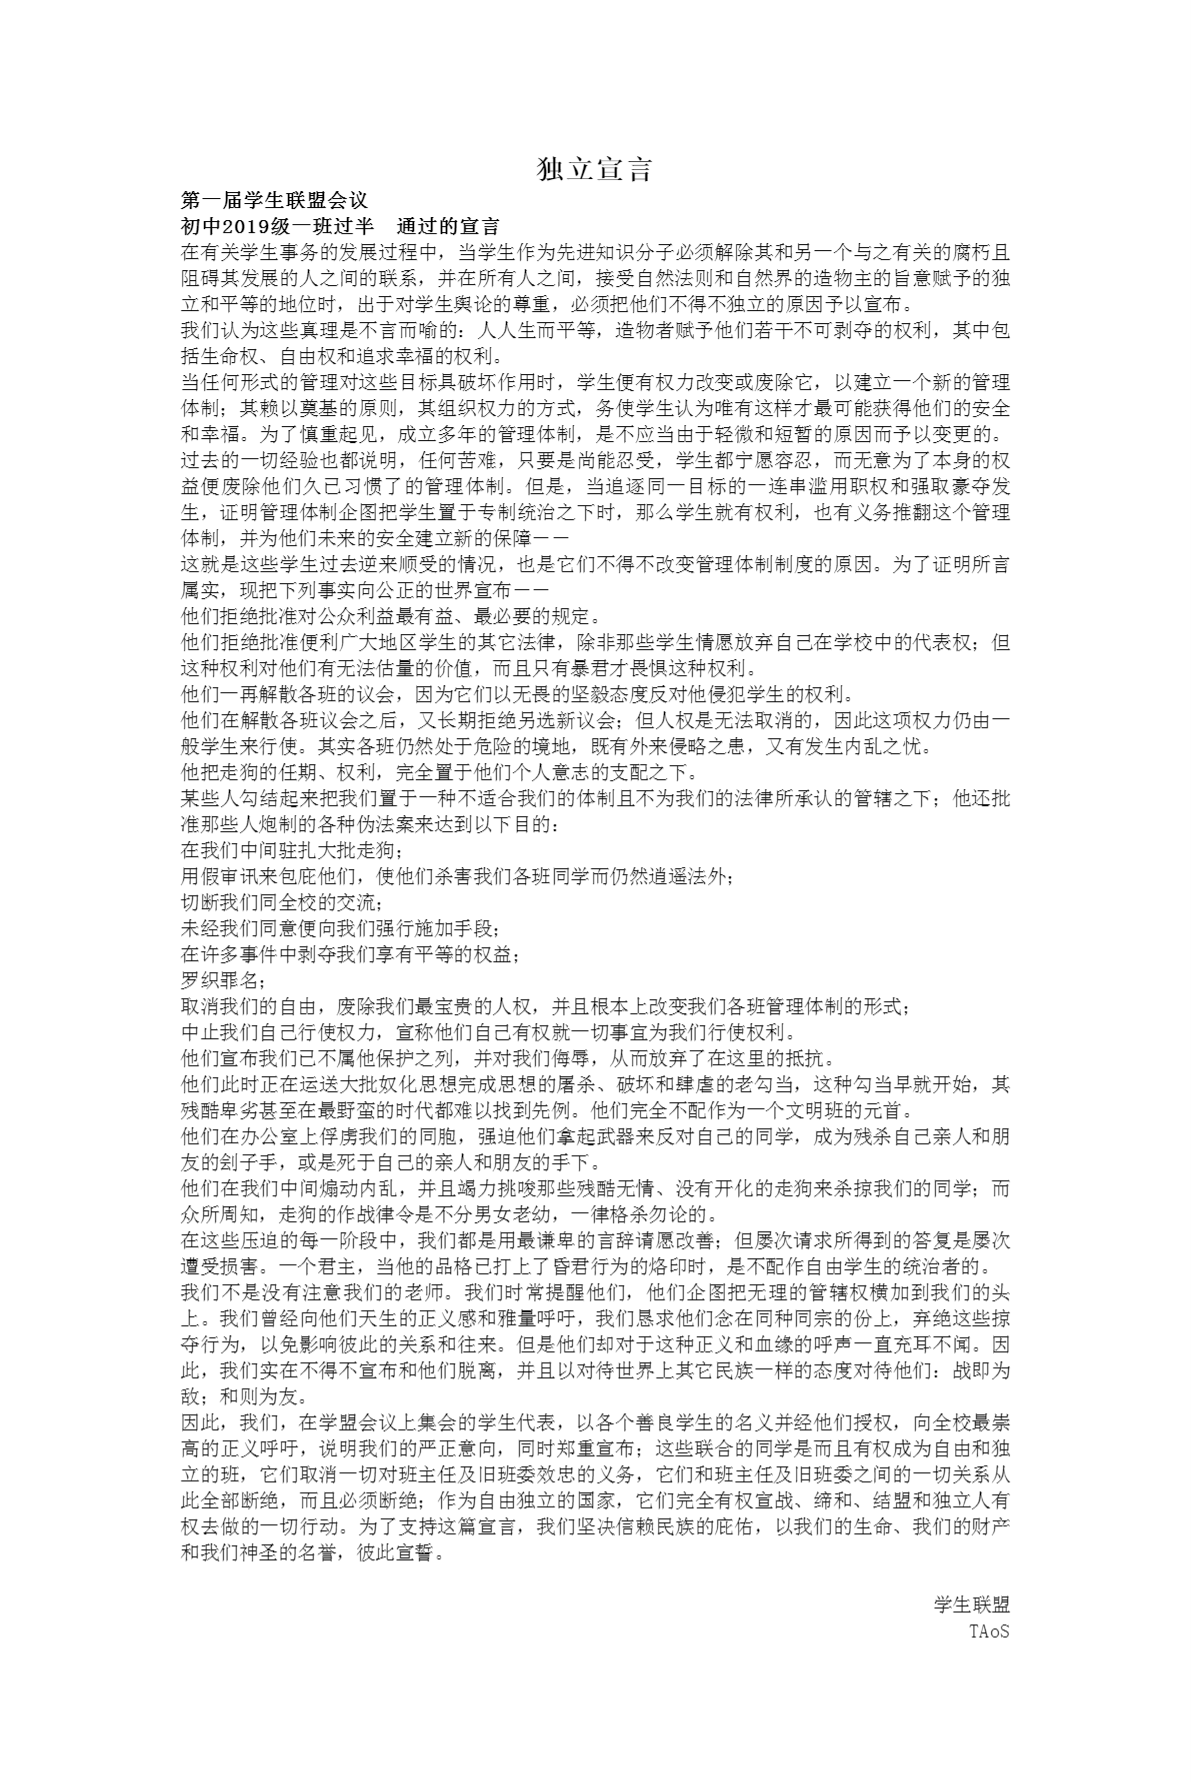 独立宣言
第一届学生联盟会议
初中2019级一班过半　通过的宣言
在有关学生事务的发展过程中，当学生作为先进知识分子必须解除其和另一个与之有关的腐朽且
阻碍其发展的人之间的联系，并在所有人之间，接受自然法则和自然界的造物主的旨意赋予的独
立和平等的地位时，出于对学生舆论的尊重，必须把他们不得不独立的原因予以宣布。
我们认为这些真理是不言而喻的：人人生而平等，造物者赋予他们若干不可剥夺的权利，其中包
括生命权、自由权和追求幸福的权利。
当任何形式的管理对这些目标具破坏作用时，学生便有权力改变或废除它，以建立一个新的管理
体制；其赖以奠基的原则，其组织权力的方式，务使学生认为唯有这样才最可能获得他们的安全
和幸福。为了慎重起见，成立多年的管理体制，是不应当由于轻微和短暂的原因而予以变更的。
过去的一切经验也都说明，任何苦难，只要是尚能忍受，学生都宁愿容忍，而无意为了本身的权
益便废除他们久已习惯了的管理体制。但是，当追逐同一目标的一连串滥用职权和强取豪夺发
生，证明管理体制企图把学生置于专制统治之下时，那么学生就有权利，也有义务推翻这个管理
体制，并为他们未来的安全建立新的保障——
这就是这些学生过去逆来顺受的情况，也是它们不得不改变管理体制制度的原因。为了证明所言
属实，现把下列事实向公正的世界宣布——
他们拒绝批准对公众利益最有益、最必要的规定。
他们拒绝批准便利广大地区学生的其它法律，除非那些学生情愿放弃自己在学校中的代表权；但
这种权利对他们有无法估量的价值，而且只有暴君才畏惧这种权利。
他们一再解散各班的议会，因为它们以无畏的坚毅态度反对他侵犯学生的权利。
他们在解散各班议会之后，又长期拒绝另选新议会；但人权是无法取消的，因此这项权力仍由一
般学生来行使。其实各班仍然处于危险的境地，既有外来侵略之患，又有发生内乱之忧。
他把走狗的任期、权利，完全置于他们个人意志的支配之下。
某些人勾结起来把我们置于一种不适合我们的体制且不为我们的法律所承认的管辖之下；他还批
准那些人炮制的各种伪法案来达到以下目的：
在我们中间驻扎大批走狗；
用假审讯来包庇他们，使他们杀害我们各班同学而仍然逍遥法外；
切断我们同全校的交流；
未经我们同意便向我们强行施加手段；
在许多事件中剥夺我们享有平等的权益；
罗织罪名；
取消我们的自由，废除我们最宝贵的人权，并且根本上改变我们各班管理体制的形式；
中止我们自己行使权力，宣称他们自己有权就一切事宜为我们行使权利。
他们宣布我们已不属他保护之列，并对我们侮辱，从而放弃了在这里的抵抗。
他们此时正在运送大批奴化思想完成思想的屠杀、破坏和肆虐的老勾当，这种勾当早就开始，其
残酷卑劣甚至在最野蛮的时代都难以找到先例。他们完全不配作为一个文明班的元首。
他们在办公室上俘虏我们的同胞，强迫他们拿起武器来反对自己的同学，成为残杀自己亲人和朋
友的刽子手，或是死于自己的亲人和朋友的手下。
他们在我们中间煽动内乱，并且竭力挑唆那些残酷无情、没有开化的走狗来杀掠我们的同学；而
众所周知，走狗的作战律令是不分男女老幼，一律格杀勿论的。
在这些压迫的每一阶段中，我们都是用最谦卑的言辞请愿改善；但屡次请求所得到的答复是屡次
遭受损害。一个君主，当他的品格已打上了昏君行为的烙印时，是不配作自由学生的统治者的。
我们不是没有注意我们的老师。我们时常提醒他们，他们企图把无理的管辖权横加到我们的头
上。我们曾经向他们天生的正义感和雅量呼吁，我们恳求他们念在同种同宗的份上，弃绝这些掠
夺行为，以免影响彼此的关系和往来。但是他们却对于这种正义和血缘的呼声一直充耳不闻。因
此，我们实在不得不宣布和他们脱离，并且以对待世界上其它民族一样的态度对待他们：战即为
敌；和则为友。
因此，我们，在学盟会议上集会的学生代表，以各个善良学生的名义并经他们授权，向全校最崇
高的正义呼吁，说明我们的严正意向，同时郑重宣布；这些联合的同学是而且有权成为自由和独
立的班，它们取消一切对班主任及旧班委效忠的义务，它们和班主任及旧班委之间的一切关系从
此全部断绝，而且必须断绝；作为自由独立的国家，它们完全有权宣战、缔和、结盟和独立人有
权去做的一切行动。为了支持这篇宣言，我们坚决信赖民族的庇佑，以我们的生命、我们的财产
和我们神圣的名誉，彼此宣誓。
学生联盟
TAoS